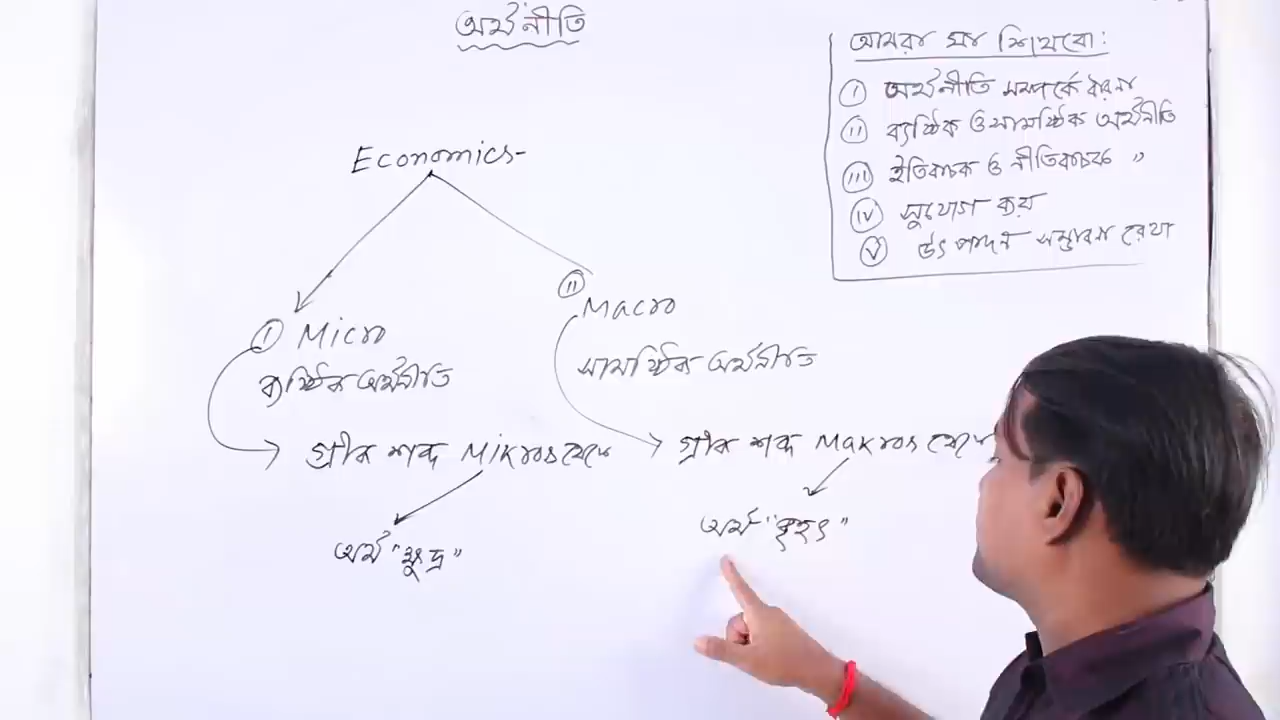 অর্থনীতি
আমরা যা শিখবো:
I অর্থনীতি সম্পর্কে ধারণা
II ব্যষ্টিক ও সামষ্টিক অর্থনীতি
III ইতিবাচক ও নীতিবাচক "
IV সুযোগ ব্যয়
V উৎপাদন সম্ভাবনা রেখা
Economics-
I Micro
ব্যষ্টিক অর্থনীতি
II Macro
সামষ্টিক অর্থনীতি
গ্রীক শব্দ Mikros থেকে
অর্থ "ক্ষুদ্র"
গ্রীক শব্দ Makros থেকে
অর্থ "বৃহৎ"